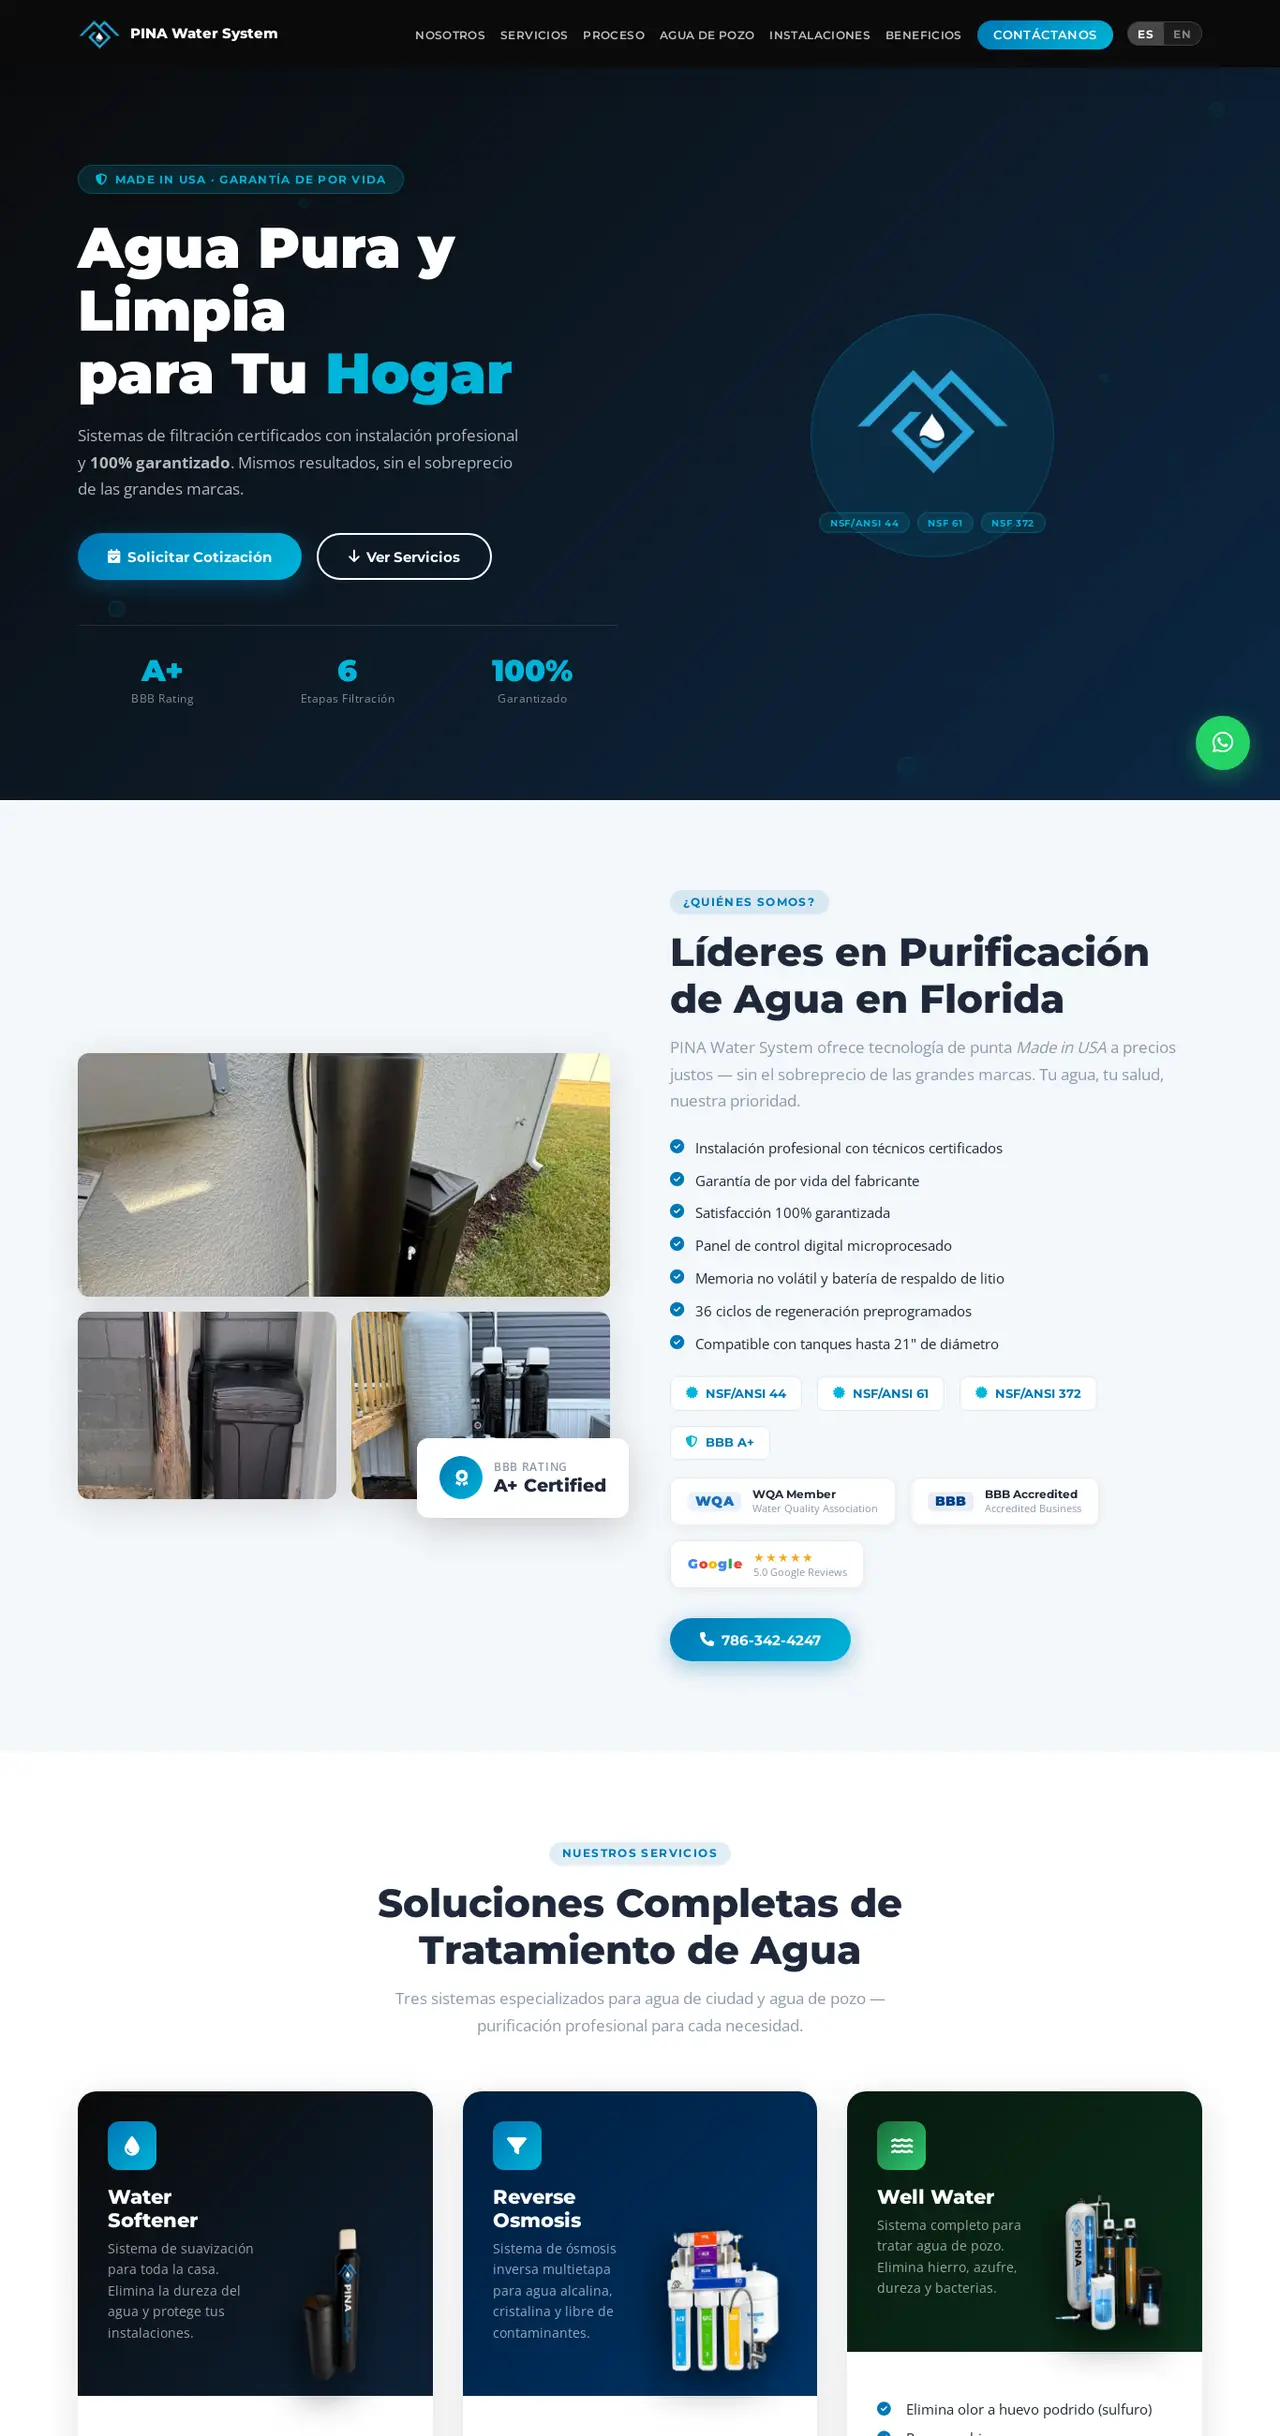 PINA Water System
NOSOTROS SERVICIOS PROCESO AGUA DE POZO INSTALACIONES BENEFICIOS CONTÁCTANOS ES EN
MADE IN USA · GARANTÍA DE POR VIDA
Agua Pura y
Limpia
para Tu Hogar
Sistemas de filtración certificados con instalación profesional
y 100% garantizado. Mismos resultados, sin el sobreprecio
de las grandes marcas.
Solicitar Cotización
Ver Servicios
A+
BBB Rating
6
Etapas Filtración
100%
Garantizado
NSF/ANSI 44
NSF 61
NSF 372
BBB RATING
A+ Certified
¿QUIÉNES SOMOS?
Líderes en Purificación
de Agua en Florida
PINA Water System ofrece tecnología de punta Made in USA a precios
justos — sin el sobreprecio de las grandes marcas. Tu agua, tu salud,
nuestra prioridad.
Instalación profesional con técnicos certificados
Garantía de por vida del fabricante
Satisfacción 100% garantizada
Panel de control digital microprocesado
Memoria no volátil y batería de respaldo de litio
36 ciclos de regeneración preprogramados
Compatible con tanques hasta 21" de diámetro
NSF/ANSI 44
NSF/ANSI 61
NSF/ANSI 372
BBB A+
WQA
WQA Member
Water Quality Association
BBB
BBB Accredited
Accredited Business
Google
★★★★★
5.0 Google Reviews
786-342-4247
NUESTROS SERVICIOS
Soluciones Completas de
Tratamiento de Agua
Tres sistemas especializados para agua de ciudad y agua de pozo —
purificación profesional para cada necesidad.
Water
Softener
Sistema de suavización
para toda la casa.
Elimina la dureza del
agua y protege tus
instalaciones.
PINA
Reverse
Osmosis
Sistema de ósmosis
inversa multietapa
para agua alcalina,
cristalina y libre de
contaminantes.
Well Water
Sistema completo para
tratar agua de pozo.
Elimina hierro, azufre,
dureza y bacterias.
PINA
Elimina olor a huevo podrido (sulfuro)